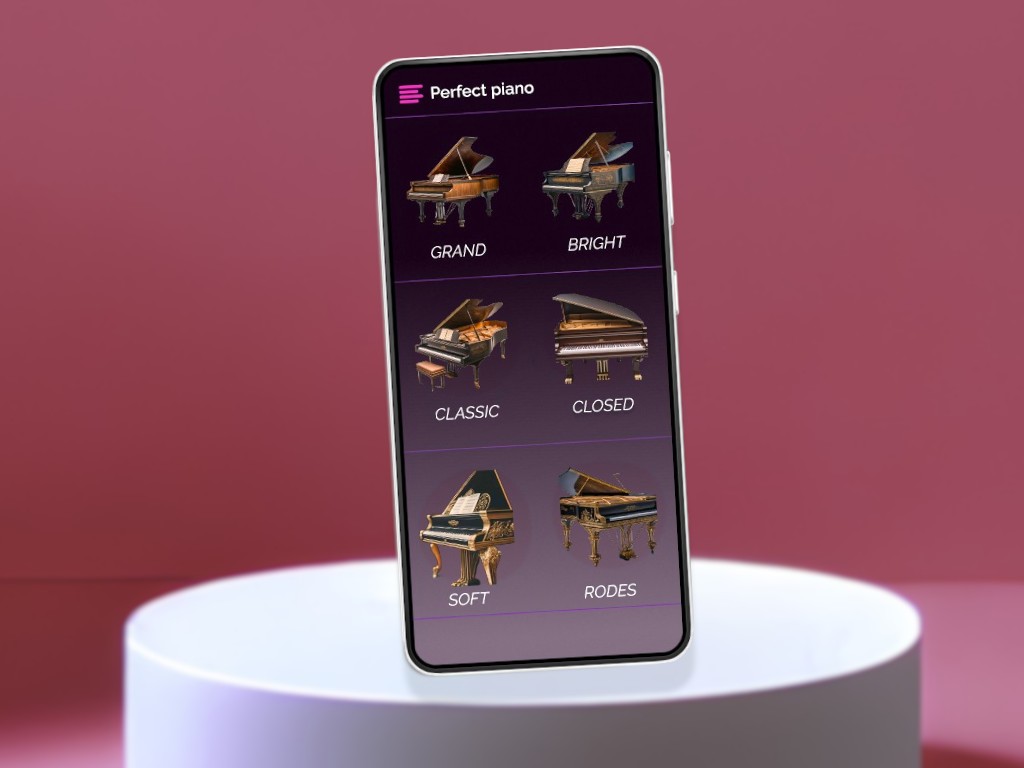 Perfect piano
GRAND
BRIGHT
CLASSIC
CLOSED
SOFT
RODES